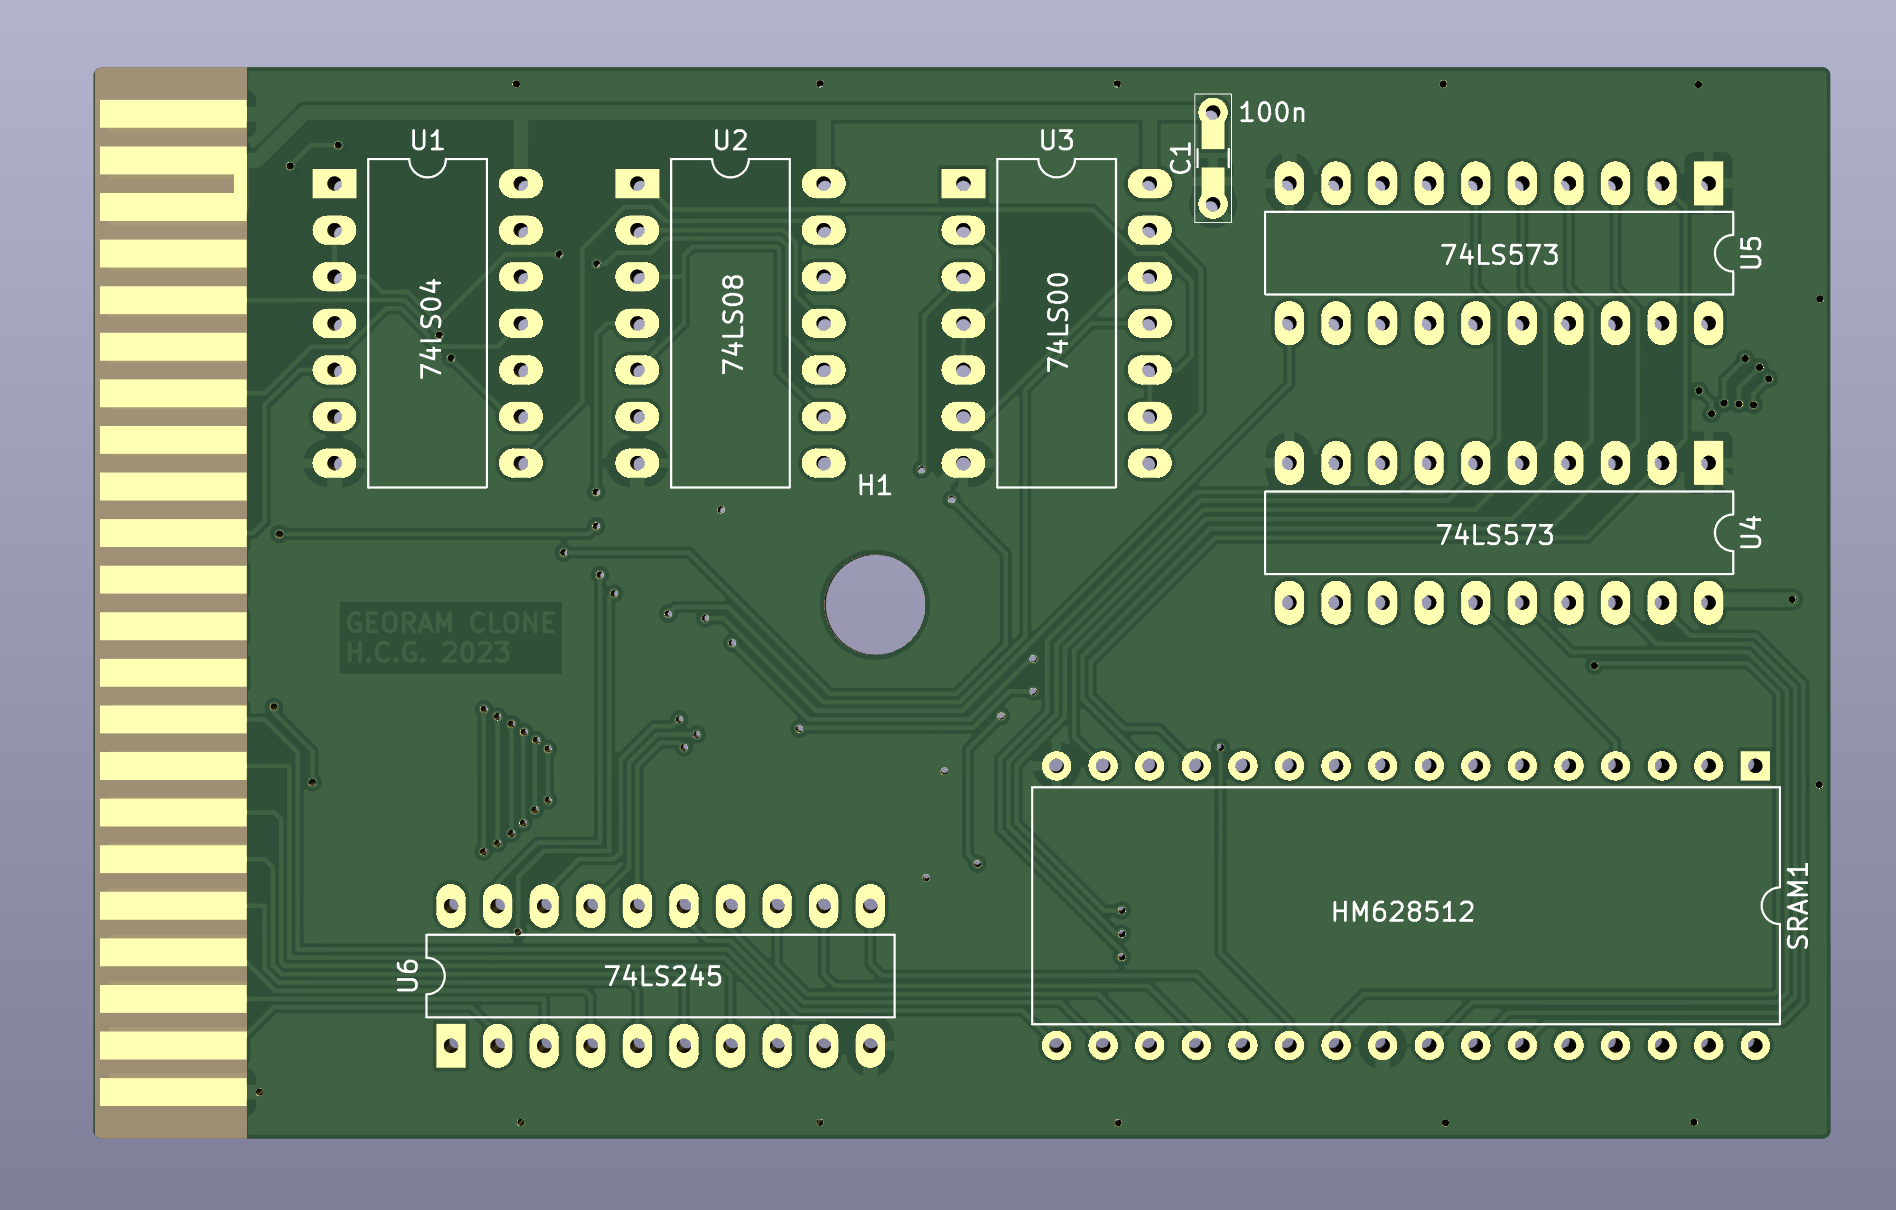 100n
U1
U2
U3
C1
74LS04
74LS08
74LS00
74LS573
U5
H1
74LS573
U4
GEORAM CLONE
H.C.G. 2023
HM628512
SRAM1
U6
74LS245